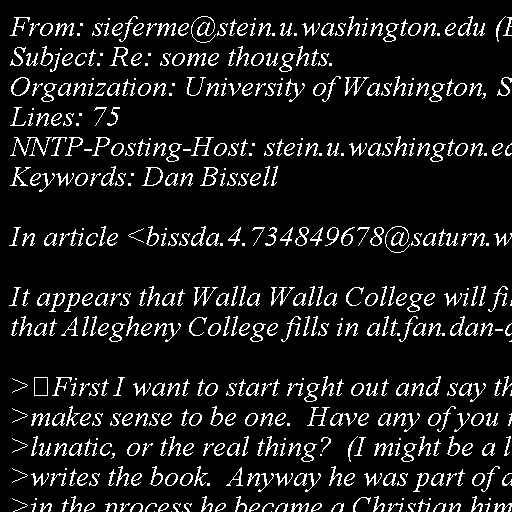 From: sieferme@stein.u.washington.edu (E
Subject: Re: some thoughts.
Organization: University of Washington, S
Lines: 75
NNTP-Posting-Host: stein.u.washington.ed
Keywords: Dan Bissell

In article <bissda.4.734849678@saturn.w

It appears that Walla Walla College will fil
that Allegheny College fills in alt.fan.dan-q

>First I want to start right out and say th
>makes sense to be one.  Have any of you r
>lunatic, or the real thing?  (I might be a l
>writes the book.  Anyway he was part of a
>in the process he became a Christian him